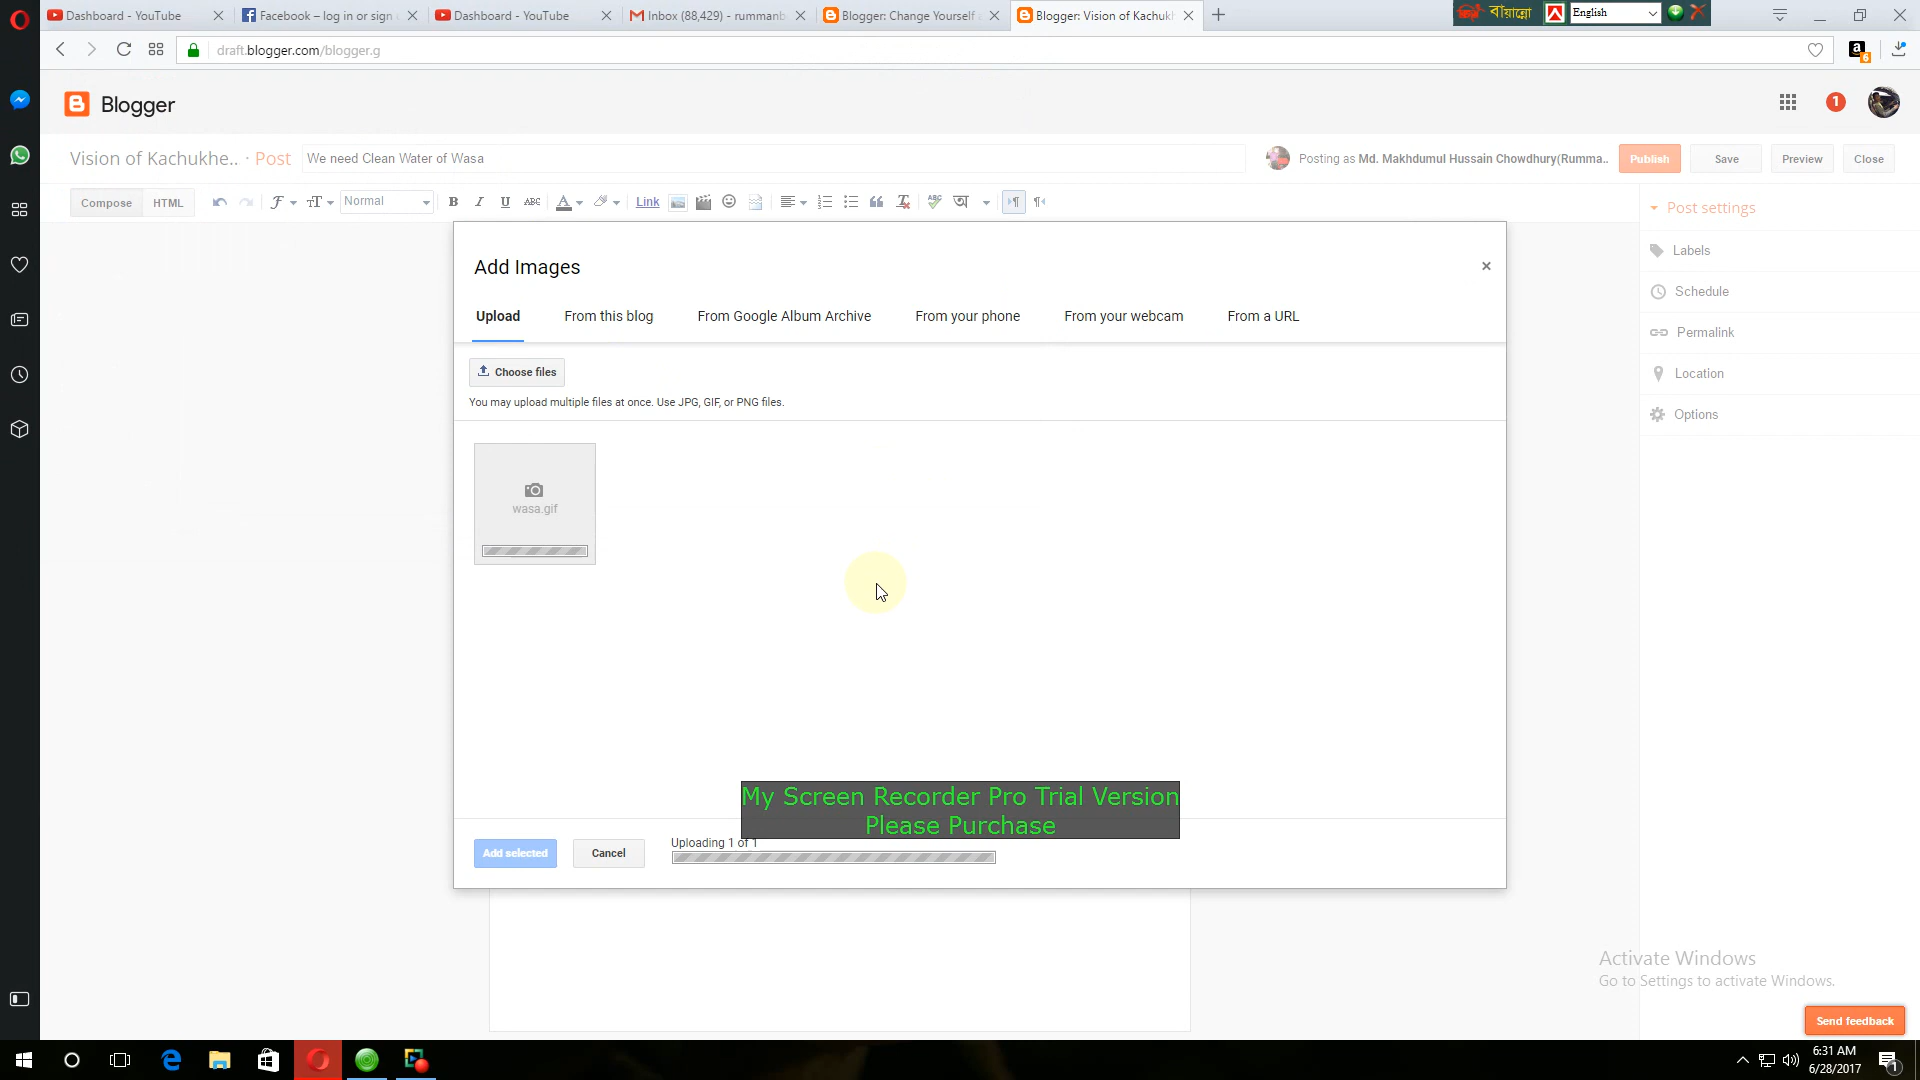 Dashboard - YouTube
Facebook – log in or sign
Dashboard - YouTube
Inbox (88,429) - rummanb
Blogger: Change Yourself
Blogger: Vision of Kachukh
বায়ান্নো
English
draft.blogger.com/blogger.g
a
6
Blogger
1
Vision of Kachukhe.. · Post
We need Clean Water of Wasa
Posting as Md. Makhdumul Hussain Chowdhury(Rumma..
Publish
Save
Preview
Close
Compose
HTML
Normal
B I U ABC
Link
Post settings
Labels
Schedule
Permalink
Location
Options
Add Images
Upload
From this blog
From Google Album Archive
From your phone
From your webcam
From a URL
Choose files
You may upload multiple files at once. Use JPG, GIF, or PNG files.
wasa.gif
My Screen Recorder Pro Trial Version
Please Purchase
Uploading 1 of 1
Add selected
Cancel
Activate Windows
Go to Settings to activate Windows.
Send feedback
6:31 AM
6/28/2017
1